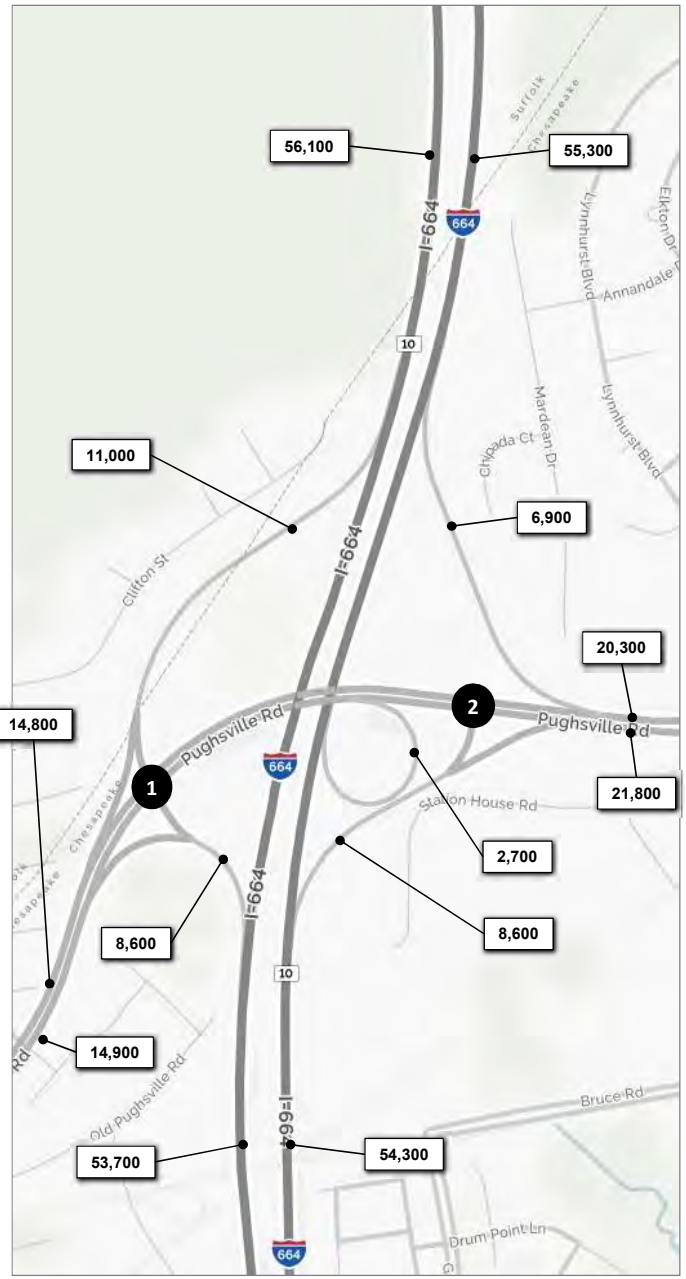 56,100
55,300
Suffolk
Chesapeake
I-664
664
Lynnhurst Blvd
Elkton Dr
Annandale D
10
Mardean Dr
Lynnhurst Blvd
Chipada Ct
11,000
6,900
I-664
Clifton St
20,300
14,800
2
Pughsville Rd
Pughsville Rd
664
1
21,800
Station House Rd
Chesapeake
2,700
8,600
I-664
8,600
esapeake
10
14,900
Rd
Old Pughsville Rd
Bruce Rd
I-664
53,700
54,300
Drum Point Ln
664
G